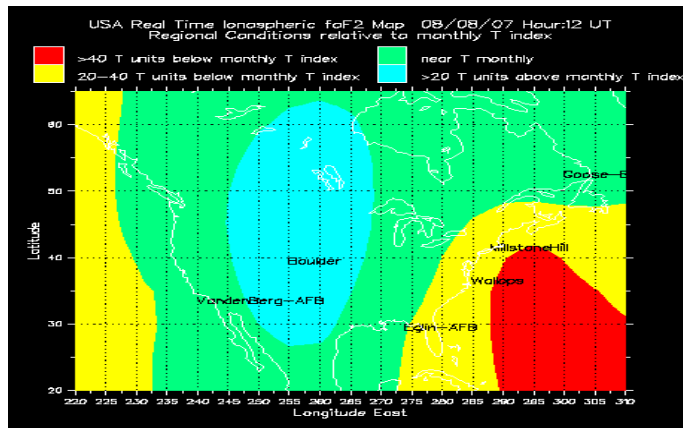 USA Real Time Ionospheric foF2 Map 08/08/07 Hour:12 UT
Regional Conditions relative to monthly T index
>40 T units below monthly T index
near T monthly
20-40 T units below monthly T index
>20 T units above monthly T index
60
Goose-B
50
Latitude
MillstoneHill
40
Boulder
Wallops
VandenBerg-AFB
30
Eglin-AFB
20
220 225 230 235 240 245 250 255 260 265 270 275 280 285 290 295 300 305 310
Longitude East